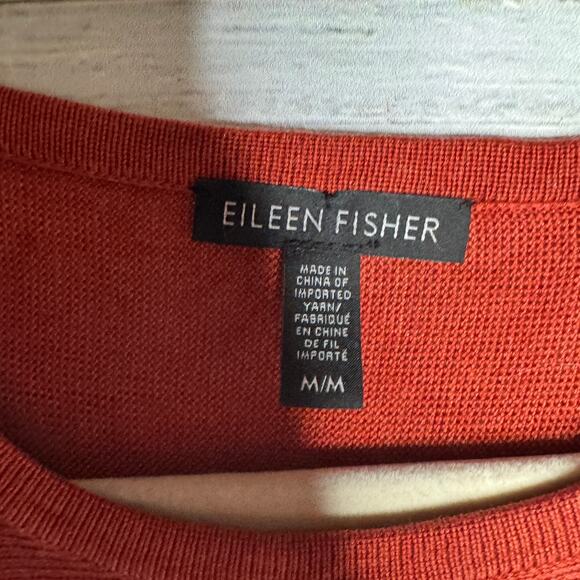 EILEEN FISHER
MADE IN
CHINA OF
IMPORTED
YARN/
FABRIQUÉ
EN CHINE
DE FIL
IMPORTÉ
M/M